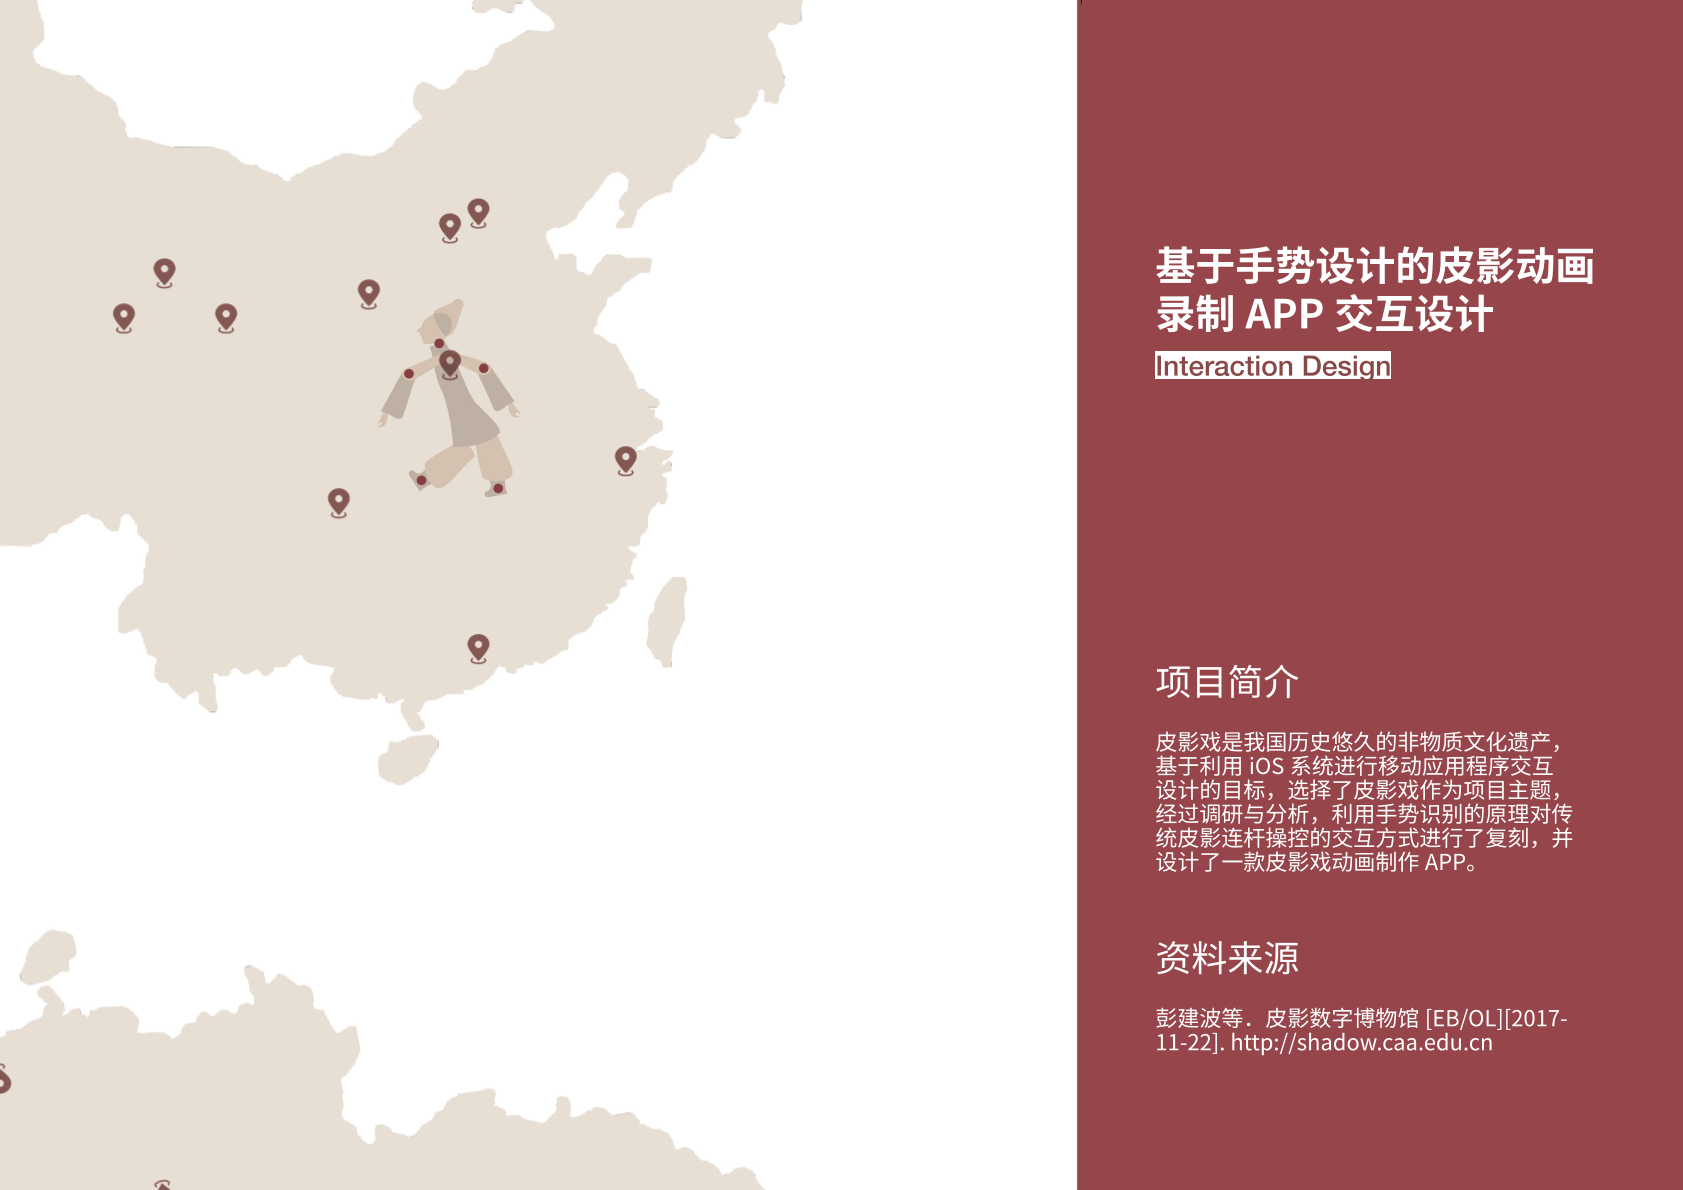 基于手势设计的皮影动画
录制 APP 交互设计
Interaction Design
项目简介
皮影戏是我国历史悠久的非物质文化遗产，
基于利用 iOS 系统进行移动应用程序交互
设计的目标，选择了皮影戏作为项目主题，
经过调研与分析，利用手势识别的原理对传
统皮影连杆操控的交互方式进行了复刻，并
设计了一款皮影戏动画制作 APP。
资料来源
彭建波等．皮影数字博物馆 [EB/OL][2017-
11-22]. http://shadow.caa.edu.cn